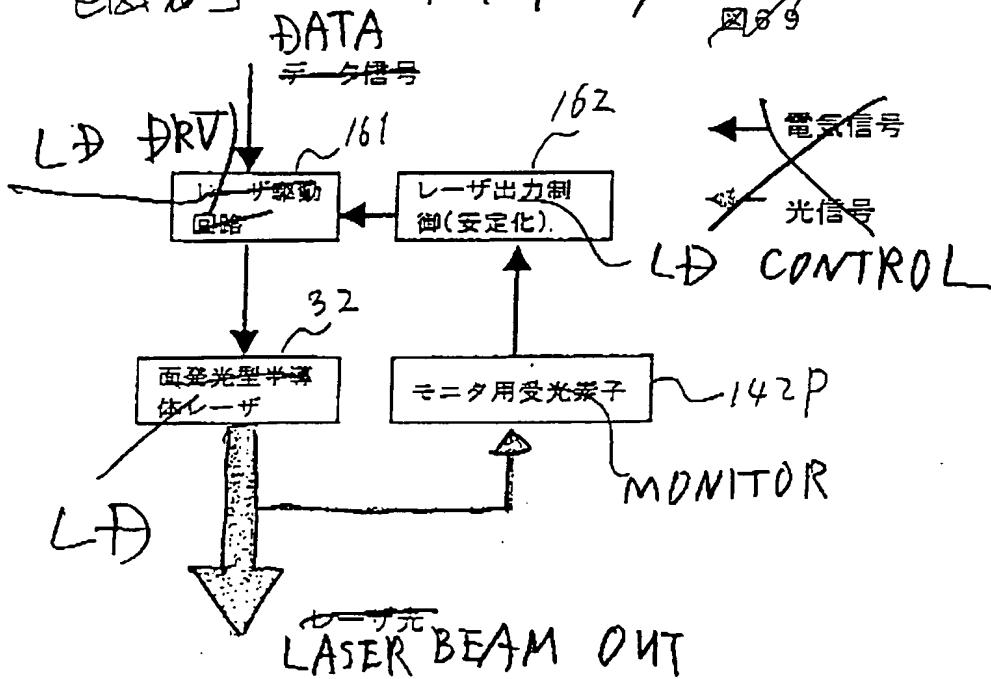 図69
DATA
データ信号
162
161
LD DRV
電気信号
レーザ駆動
回路
レーザ出力制
御(安定化).
光信号
LD CONTROL
32
面発光型半導
体レーザ
モニタ用受光素子
142P
MONITOR
LD
レーザ光
LASER BEAM OUT